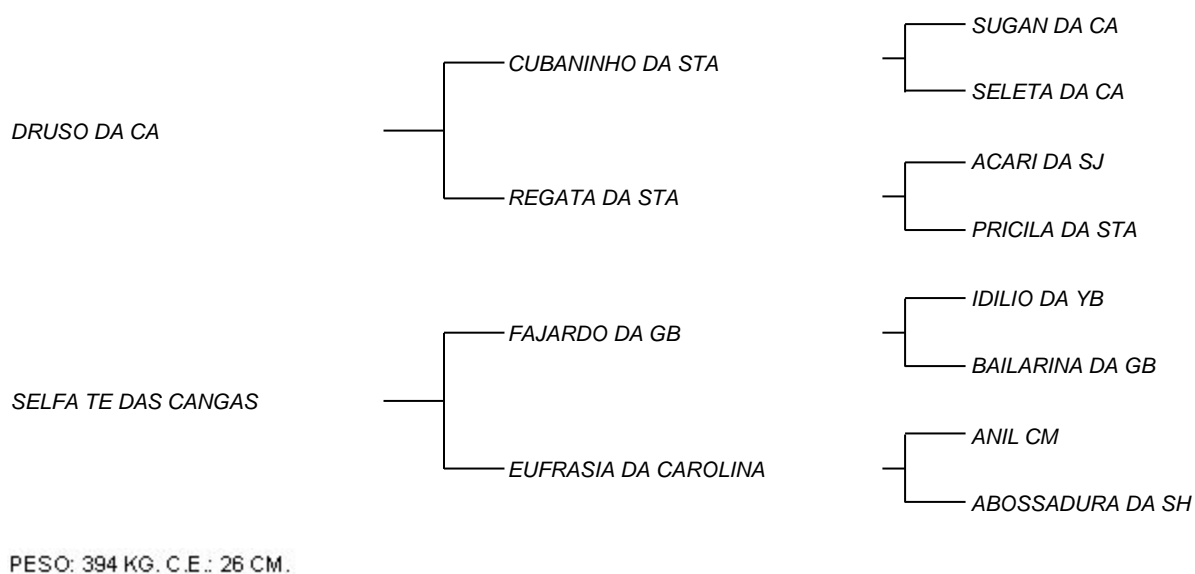 SUGAN DA CA
CUBANINHO DA STA
SELETA DA CA
DRUSO DA CA
ACARI DA SJ
REGATA DA STA
PRICILA DA STA
IDILIO DA YB
FAJARDO DA GB
BAILARINA DA GB
SELFA TE DAS CANGAS
ANIL CM
EUFRASIA DA CAROLINA
ABOSSADURA DA SH
PESO: 394 KG. C.E.: 26 CM.